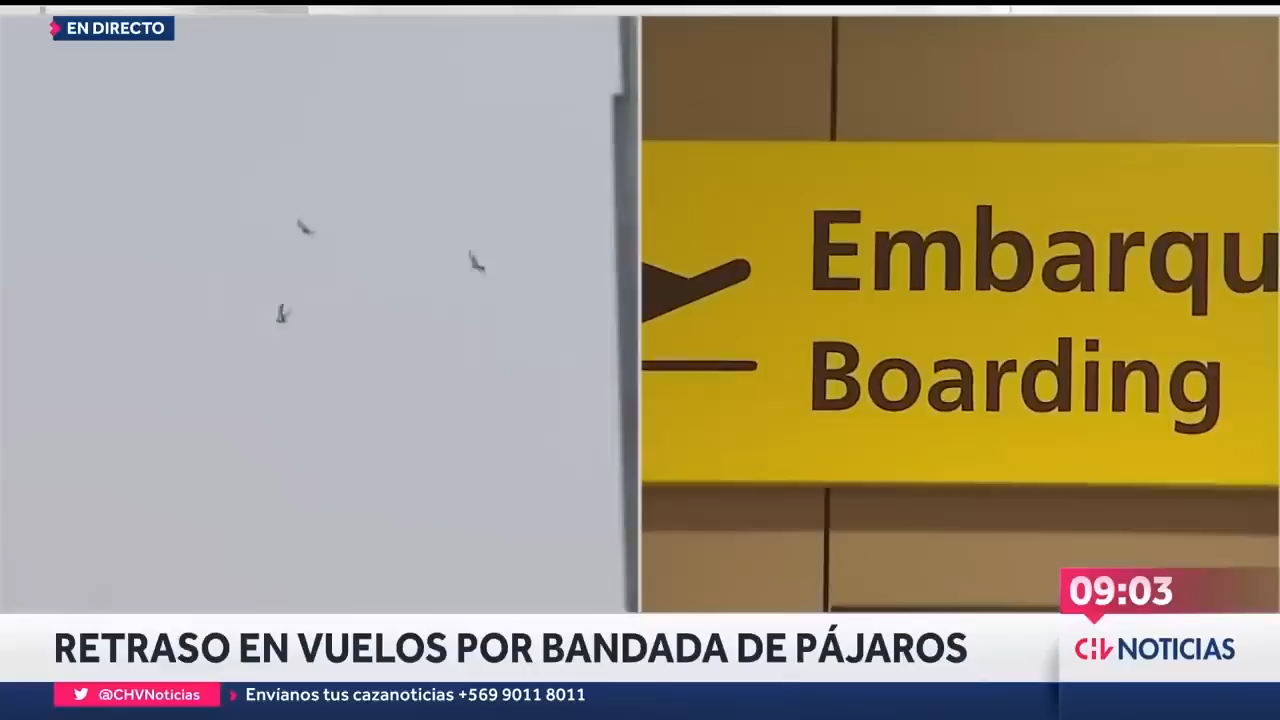 EN DIRECTO
Embarqu
Boarding
09:03
RETRASO EN VUELOS POR BANDADA DE PÁJAROS
CHV NOTICIAS
@CHVNoticias
Envíanos tus cazanoticias +569 9011 8011